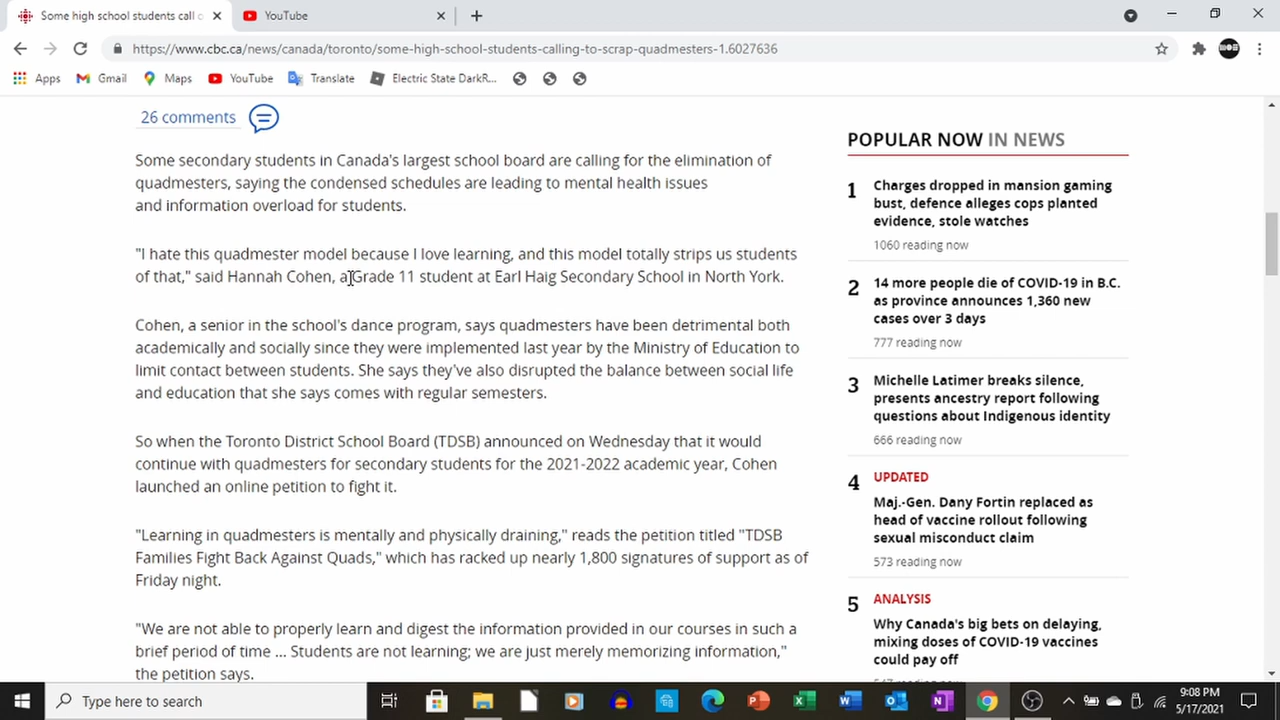 Some high school students call o
YouTube
https://www.cbc.ca/news/canada/toronto/some-high-school-students-calling-to-scrap-quadmesters-1.6027636
Apps
Gmail
Maps
YouTube
Translate
Electric State DarkR...
26 comments
Some secondary students in Canada's largest school board are calling for the elimination of
quadmesters, saying the condensed schedules are leading to mental health issues
and information overload for students.
"I hate this quadmester model because I love learning, and this model totally strips us students
of that," said Hannah Cohen, a Grade 11 student at Earl Haig Secondary School in North York.
Cohen, a senior in the school's dance program, says quadmesters have been detrimental both
academically and socially since they were implemented last year by the Ministry of Education to
limit contact between students. She says they've also disrupted the balance between social life
and education that she says comes with regular semesters.
So when the Toronto District School Board (TDSB) announced on Wednesday that it would
continue with quadmesters for secondary students for the 2021-2022 academic year, Cohen
launched an online petition to fight it.
"Learning in quadmesters is mentally and physically draining," reads the petition titled "TDSB
Families Fight Back Against Quads," which has racked up nearly 1,800 signatures of support as of
Friday night.
"We are not able to properly learn and digest the information provided in our courses in such a
brief period of time ... Students are not learning; we are just merely memorizing information,"
the petition says.
POPULAR NOW IN NEWS
1
Charges dropped in mansion gaming
bust, defence alleges cops planted
evidence, stole watches
1060 reading now
2
14 more people die of COVID-19 in B.C.
as province announces 1,360 new
cases over 3 days
777 reading now
3
Michelle Latimer breaks silence,
presents ancestry report following
questions about Indigenous identity
666 reading now
4
UPDATED
Maj.-Gen. Dany Fortin replaced as
head of vaccine rollout following
sexual misconduct claim
573 reading now
5
ANALYSIS
Why Canada's big bets on delaying,
mixing doses of COVID-19 vaccines
could pay off
Type here to search
9:08 PM
5/17/2021